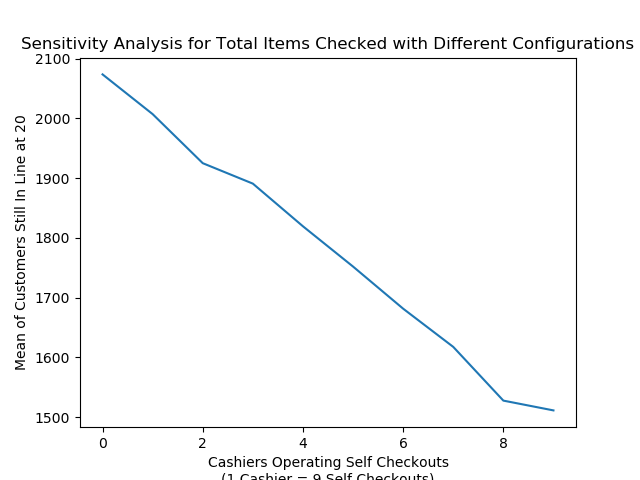 Sensitivity Analysis for Total Items Checked with Different Configurations
2100
2000
1900
1800
1700
1600
1500
Mean of Customers Still In Line at 20
0 2 4 6 8
Cashiers Operating Self Checkouts
(1 Cashier = 9 Self Checkouts)